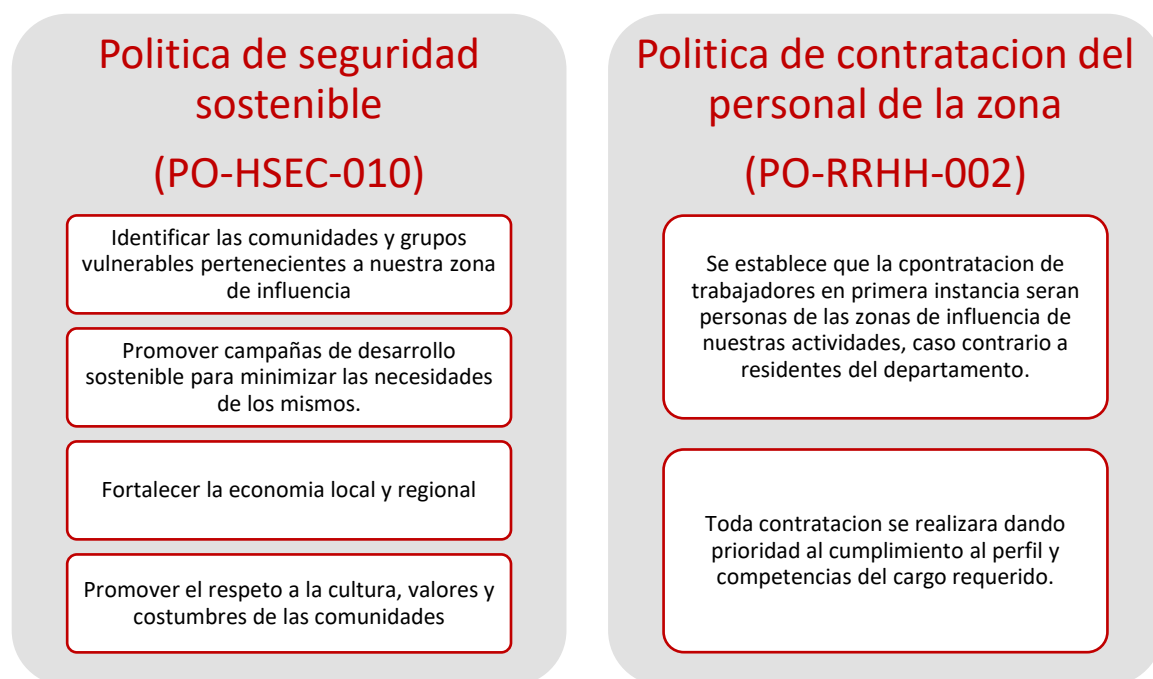 Politica de seguridad
sostenible
(PO-HSEC-010)
Identificar las comunidades y grupos
vulnerables pertenecientes a nuestra zona
de influencia
Promover campañas de desarrollo
sostenible para minimizar las necesidades
de los mismos.
Fortalecer la economia local y regional
Promover el respeto a la cultura, valores y
costumbres de las comunidades
Politica de contratacion del
personal de la zona
(PO-RRHH-002)
Se establece que la cpontratacion de
trabajadores en primera instancia seran
personas de las zonas de influencia de
nuestras actividades, caso contrario a
residentes del departamento.
Toda contratacion se realizara dando
prioridad al cumplimiento al perfil y
competencias del cargo requerido.